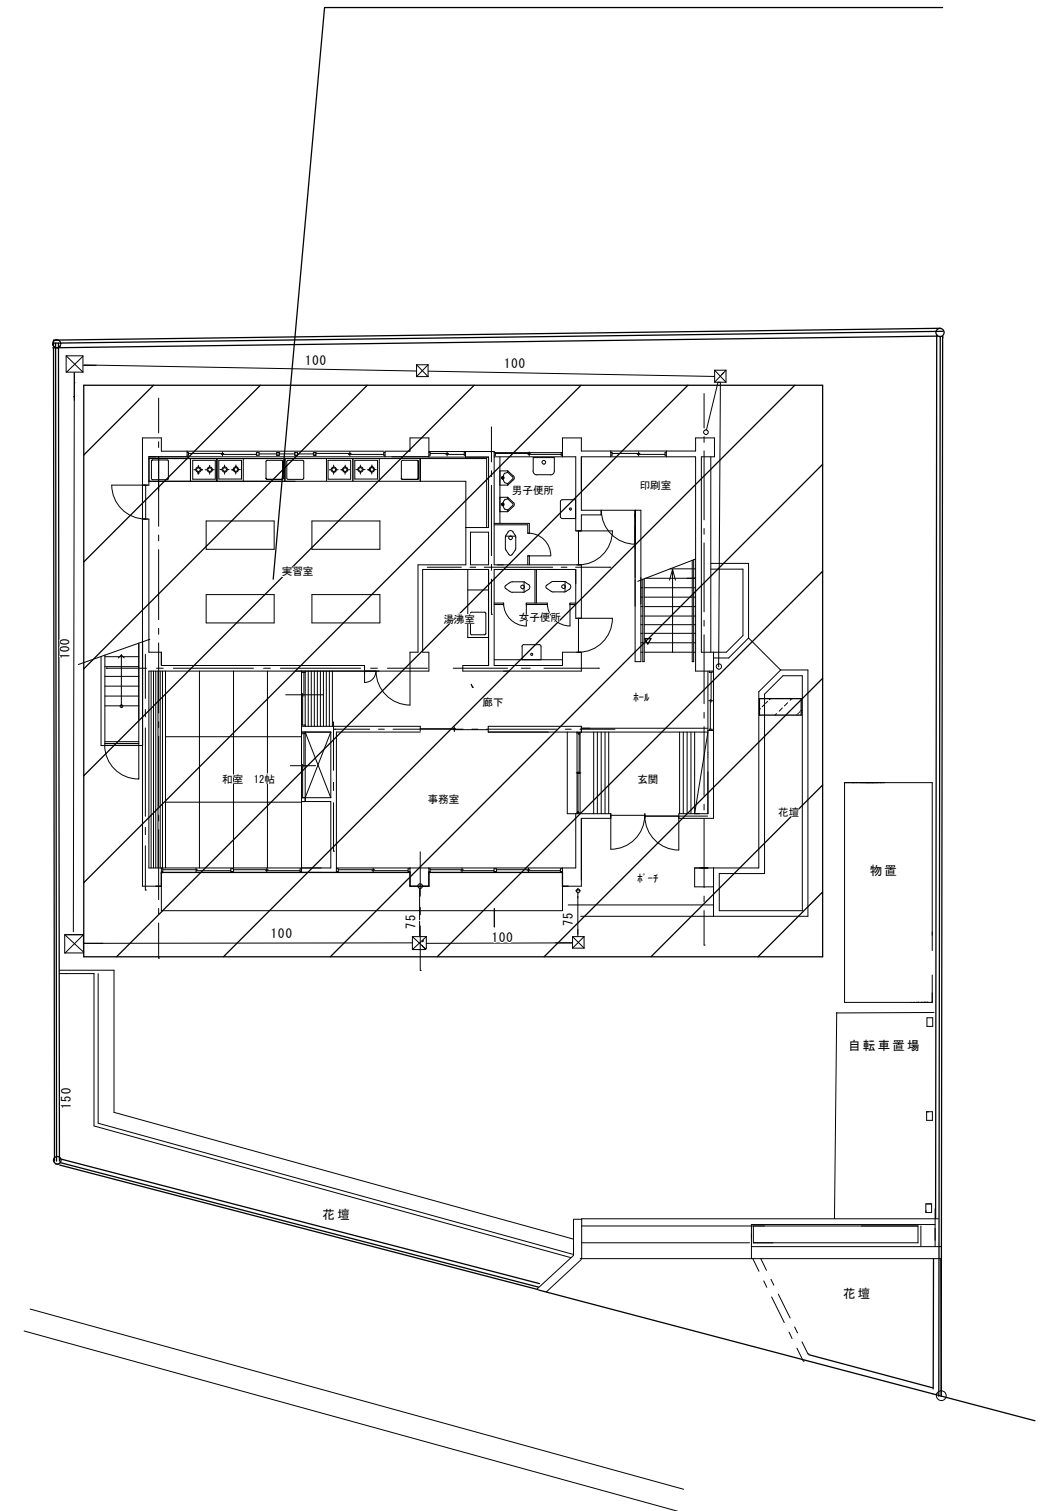 100
100
男子便所
印刷室
実習室
湯沸室
女子便所
100
廊下
ホール
和室 12帖
事務室
玄関
花壇
物置
ポーチ
75
75
100
100
自転車置場
150
花壇
花壇